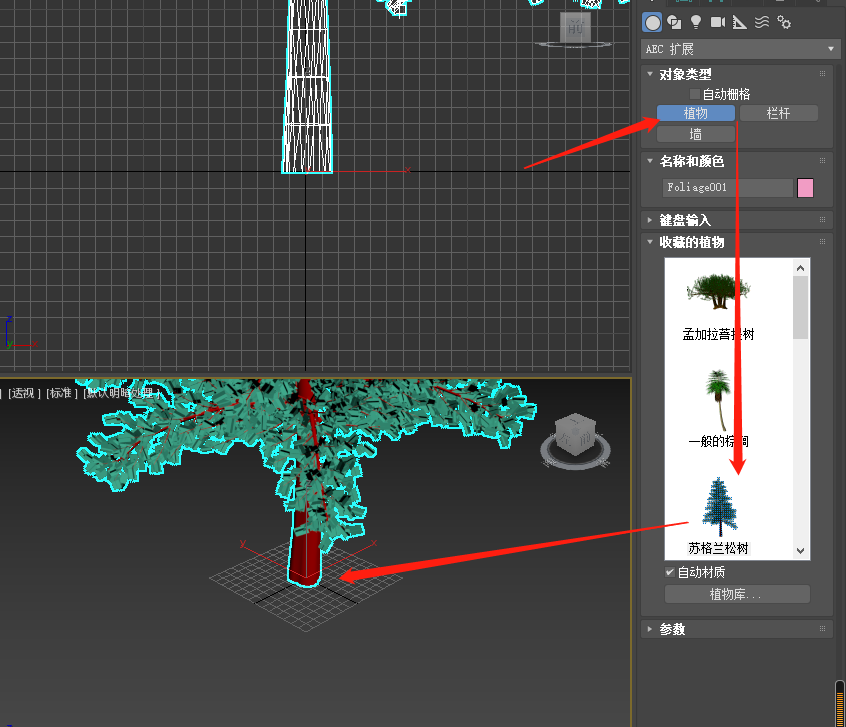 前
AEC 扩展
对象类型
自动栅格
植物
栏杆
墙
名称和颜色
x
Foliage001
键盘输入
收藏的植物
孟加拉菩提树
z
y
x
[透视] [标准] [默认明暗处理]
一般的棕榈
y
x
苏格兰松树
自动材质
植物库...
参数